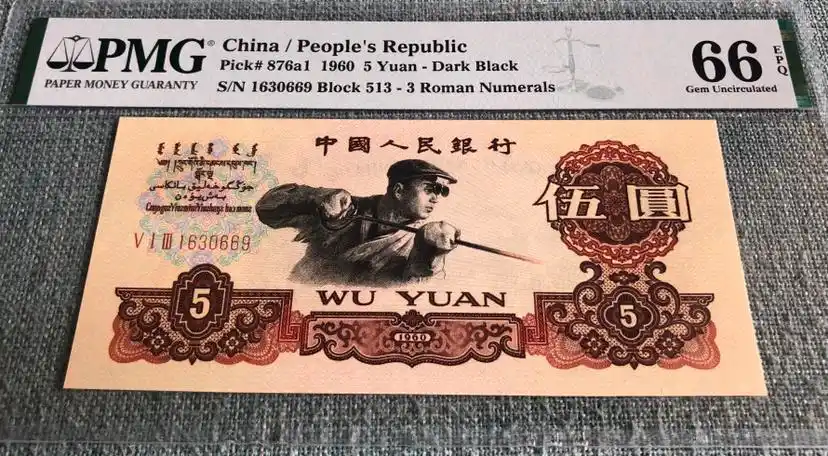 PMG®
PAPER MONEY GUARANTY
China / People's Republic
Pick# 876a1 1960 5 Yuan - Dark Black
S/N 1630669 Block 513 - 3 Roman Numerals
66 EPQ
Gem Uncirculated
中國人民銀行
V I III 1630669
伍圓
5
WU YUAN
5
1960